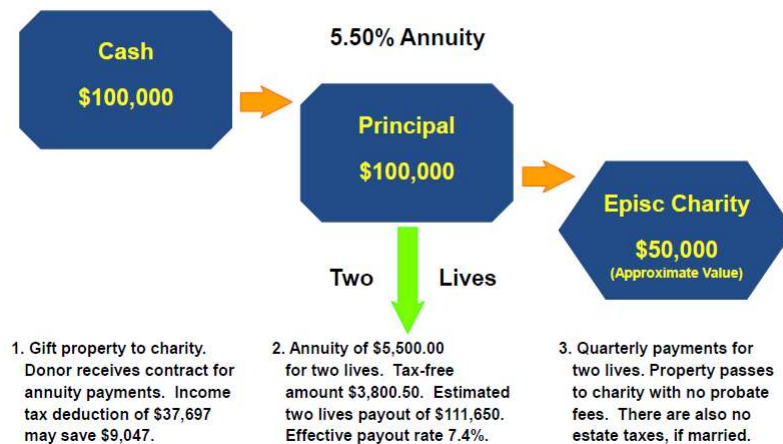 5.50% Annuity
Cash
$100,000
Principal
$100,000
Episc Charity
$50,000
(Approximate Value)
Two Lives
1. Gift property to charity.
Donor receives contract for
annuity payments. Income
tax deduction of $37,697
may save $9,047.
2. Annuity of $5,500.00
for two lives. Tax-free
amount $3,800.50. Estimated
two lives payout of $111,650.
Effective payout rate 7.4%.
3. Quarterly payments for
two lives. Property passes
to charity with no probate
fees. There are also no
estate taxes, if married.